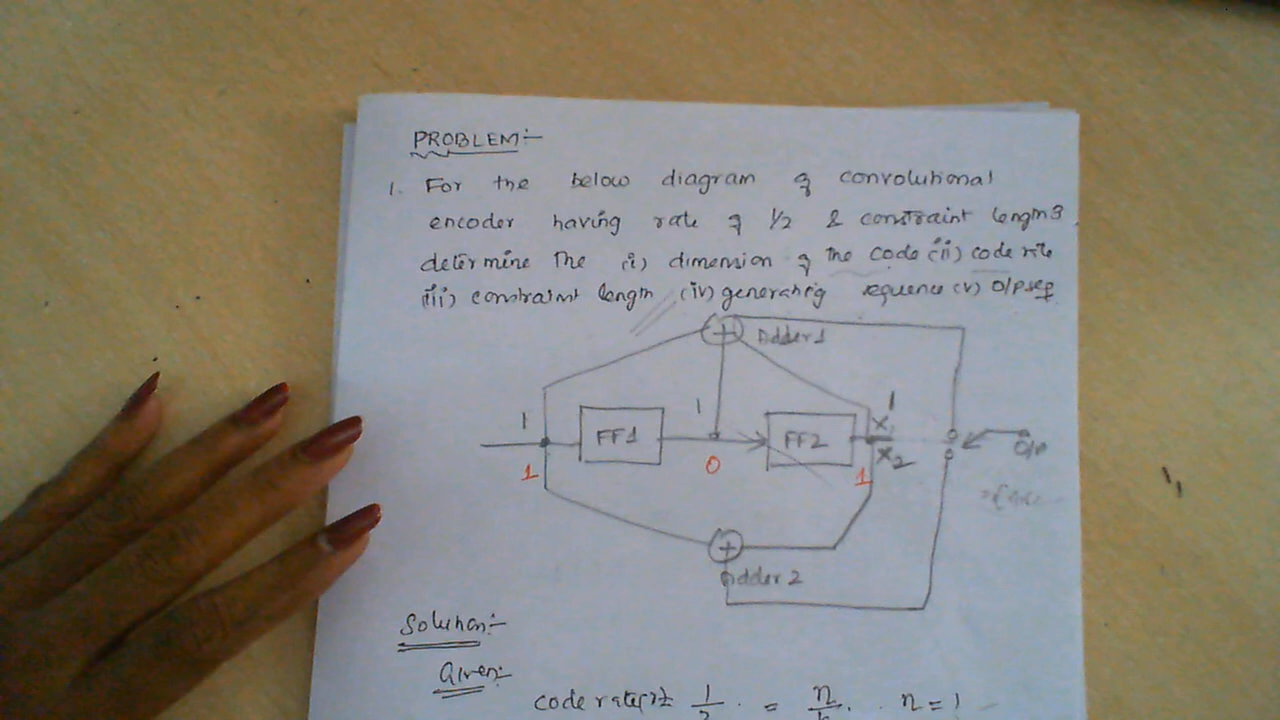 PROBLEM:-
1. For the below diagram of convolutional
encoder having rate of 1/2 & constraint length 3
determine the (i) dimension of the code (ii) code rate
(iii) constraint length (iv) generating sequence (v) O/P seq
+ Adder 1
1 1 1
FF1 FF2 X1
X2 O/P
1 0 1
+
Adder 2
Solution:-
Given:-
code rate(r)= 1/2 . = n/k . n = 1